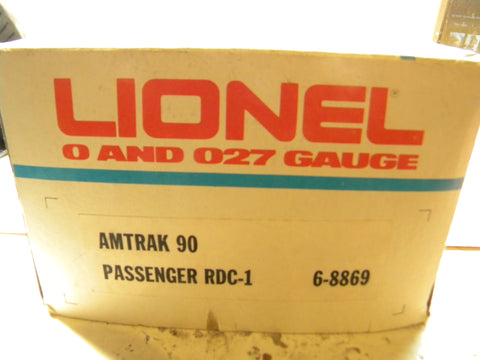 LIONEL
O AND O27 GAUGE
AMTRAK 90
PASSENGER RDC-1 6-8869